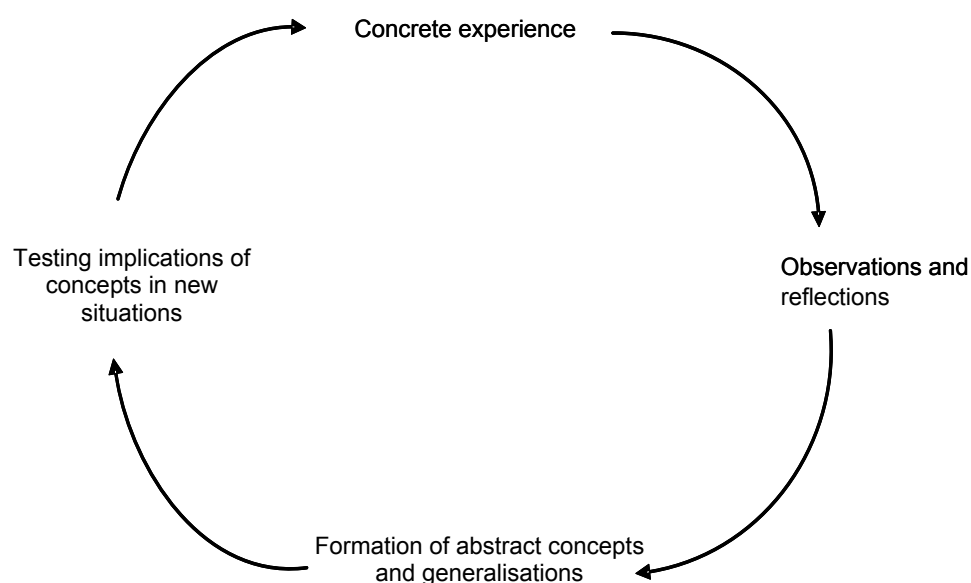 Concrete experience
Testing implications of
concepts in new
situations
Observations and
reflections
Formation of abstract concepts
and generalisations